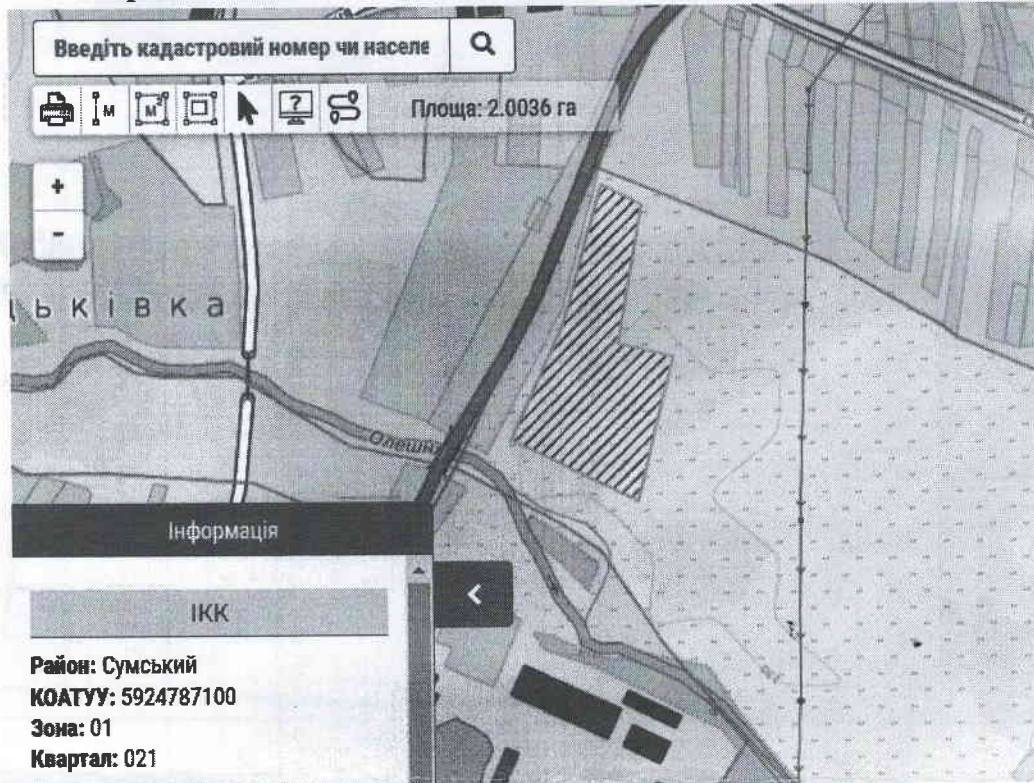 Введіть кадастровий номер чи населе
Площа: 2.0036 га
ЬКІВКА
Олешн
Інформація
ІКК
Район: Сумський
КОАТУУ: 5924787100
Зона: 01
Квартал: 021